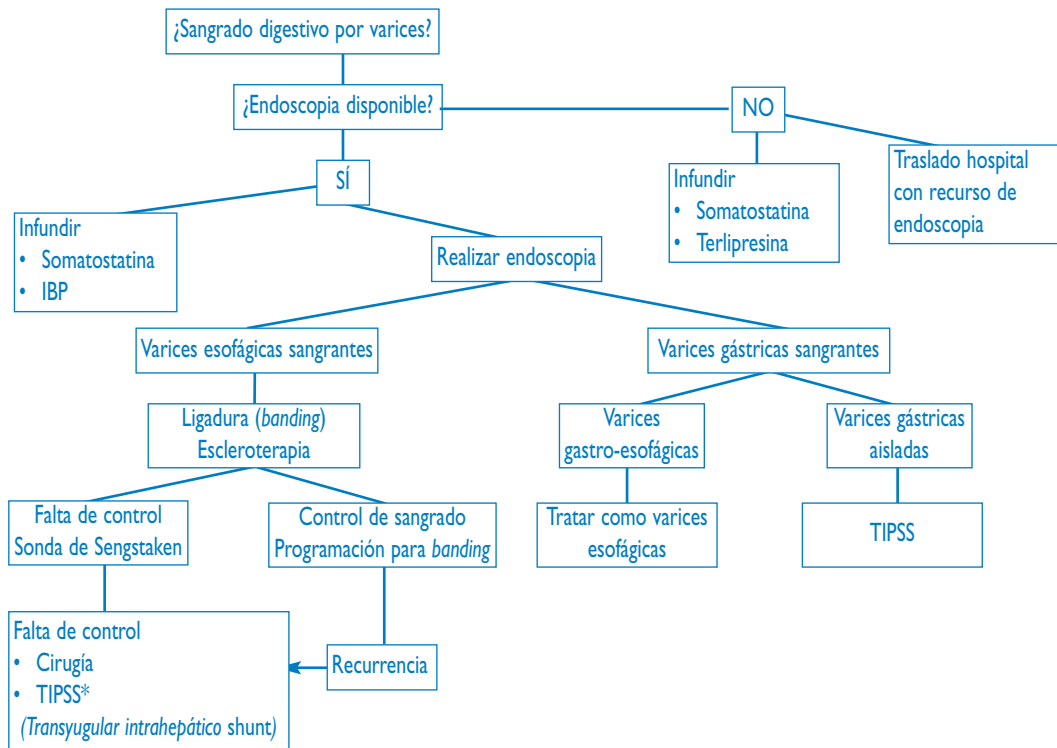 ¿Sangrado digestivo por varices?
¿Endoscopia disponible?
NO
SÍ
Infundir
• Somatostatina
• Terlipresina
Traslado hospital
con recurso de
endoscopia
Infundir
• Somatostatina
• IBP
Realizar endoscopia
Varices esofágicas sangrantes
Varices gástricas sangrantes
Ligadura (banding)
Escleroterapia
Varices
gastro-esofágicas
Varices gástricas
aisladas
Falta de control
Sonda de Sengstaken
Control de sangrado
Programación para banding
Tratar como varices
esofágicas
TIPSS
Falta de control
• Cirugía
• TIPSS*
(Transyugular intrahepático shunt)
Recurrencia